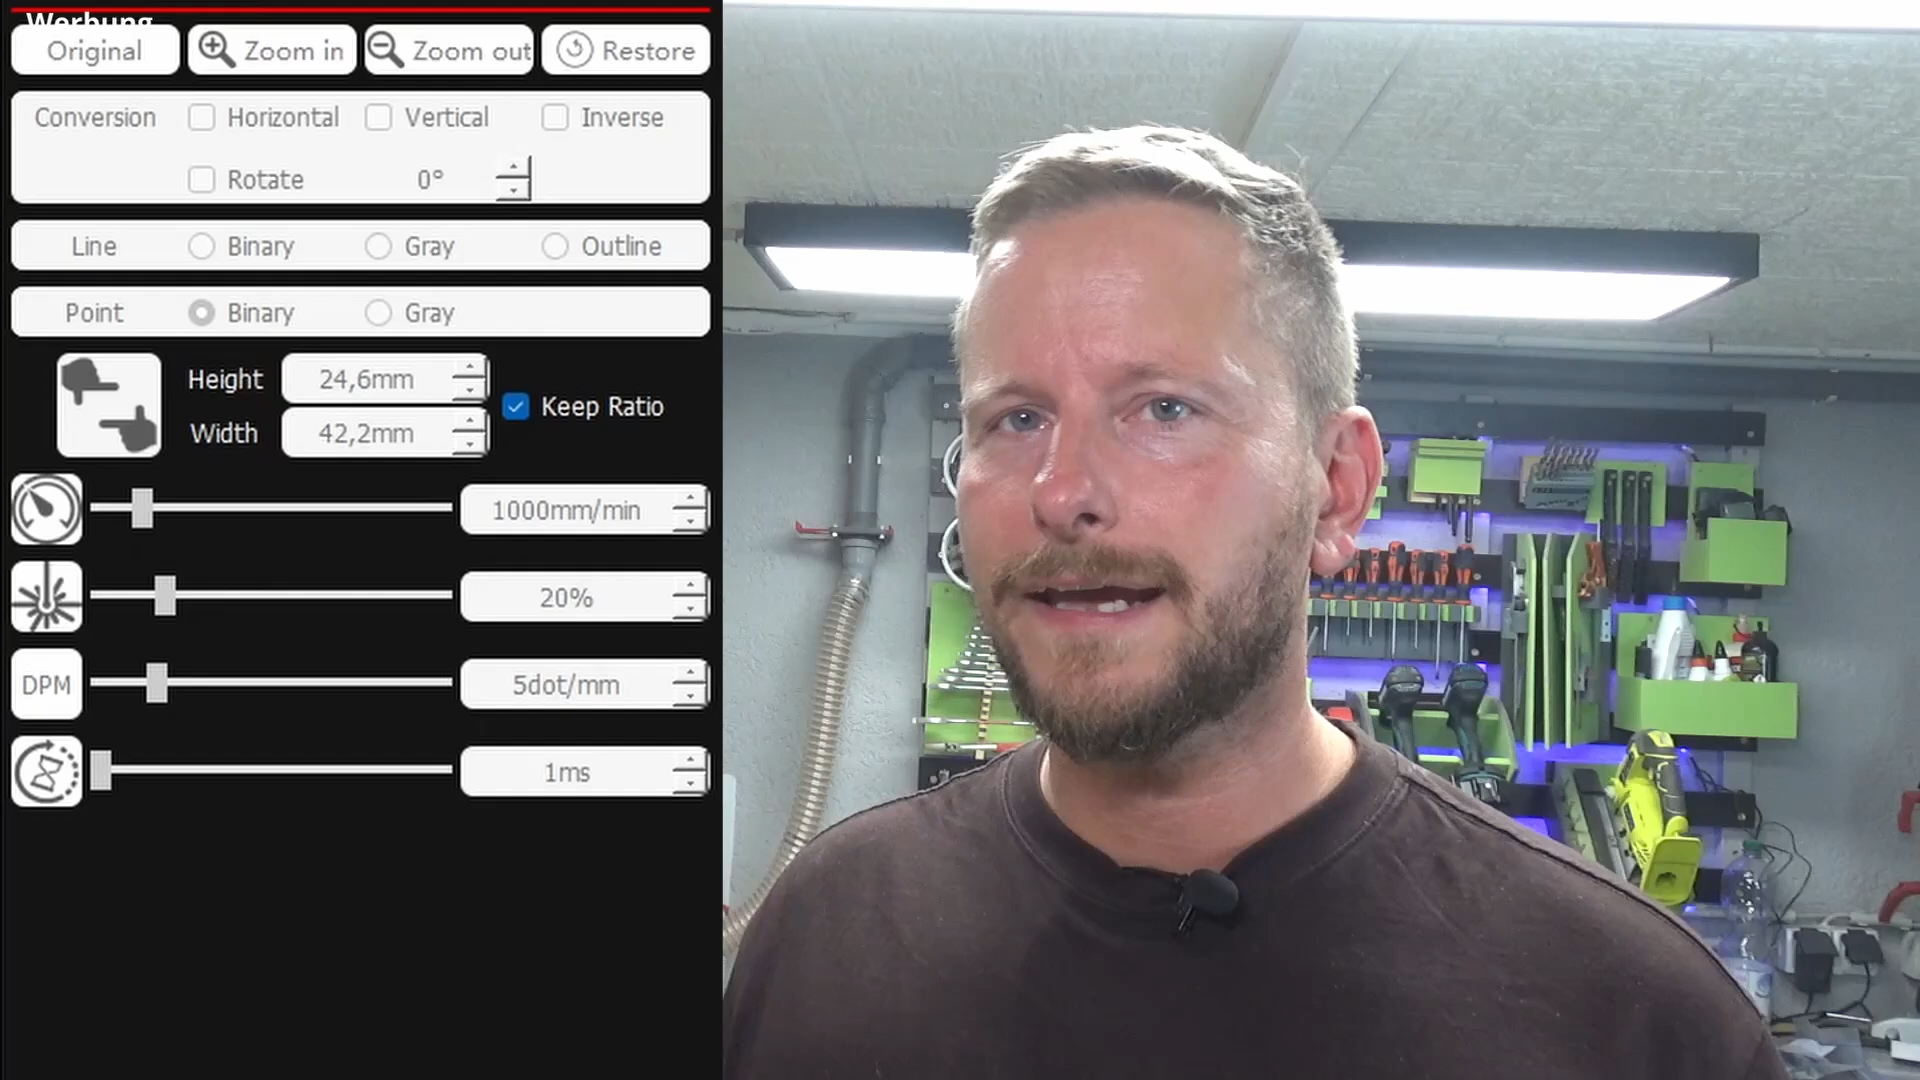 Werbung
Original Zoom in Zoom out Restore
Conversion Horizontal Vertical Inverse
Rotate 0°
Line Binary Gray Outline
Point Binary Gray
Height 24,6mm
Keep Ratio
Width 42,2mm
1000mm/min
20%
DPM 5dot/mm
1ms